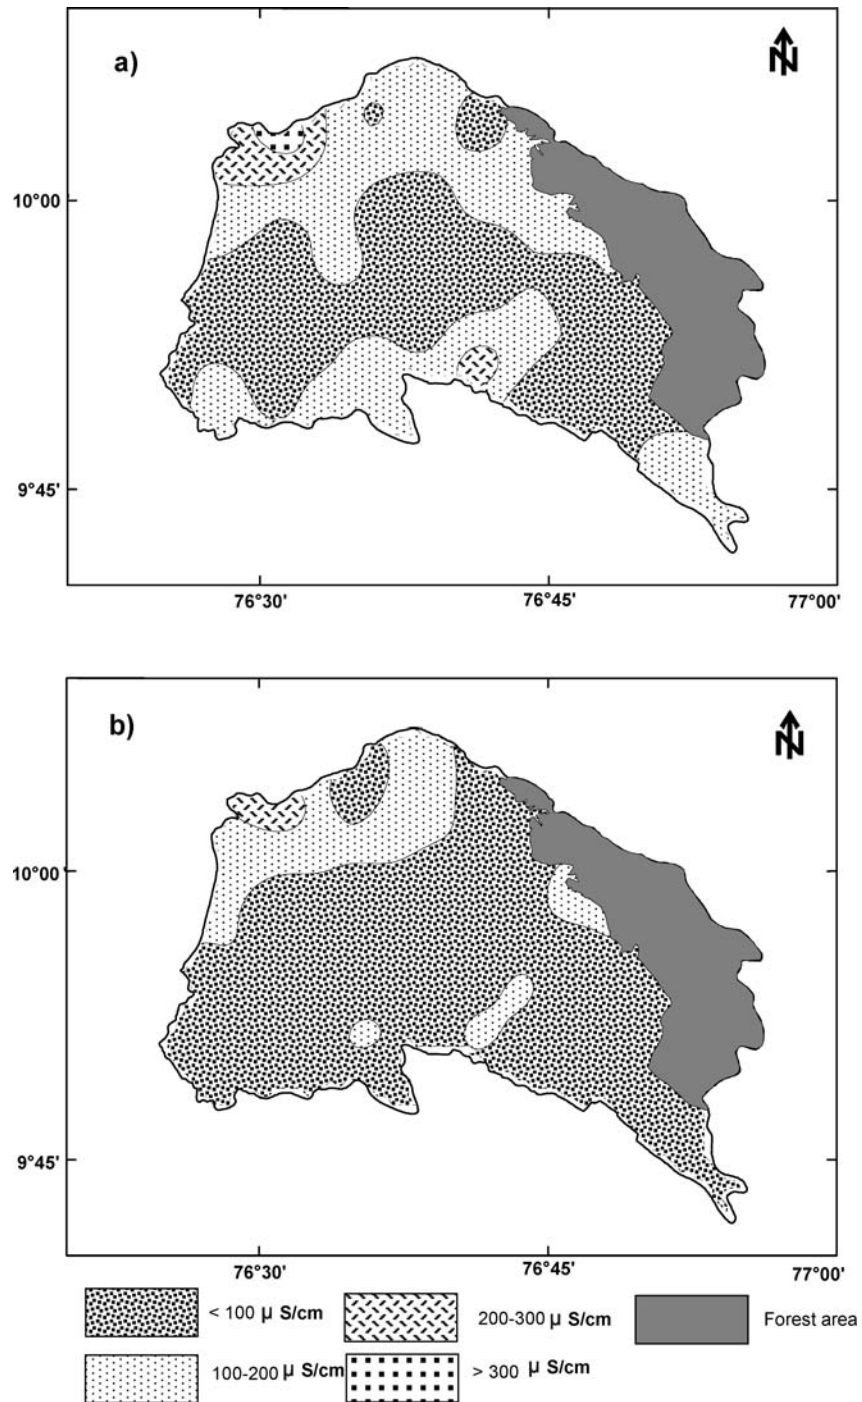 a)
N
10°00
9°45'
76°30'
76°45'
77°00'
b)
N
10°00'
9°45'
76°30'
76°45'
77°00'
< 100 μ S/cm
200-300 μ S/cm
Forest area
100-200 μ S/cm
> 300 μ S/cm